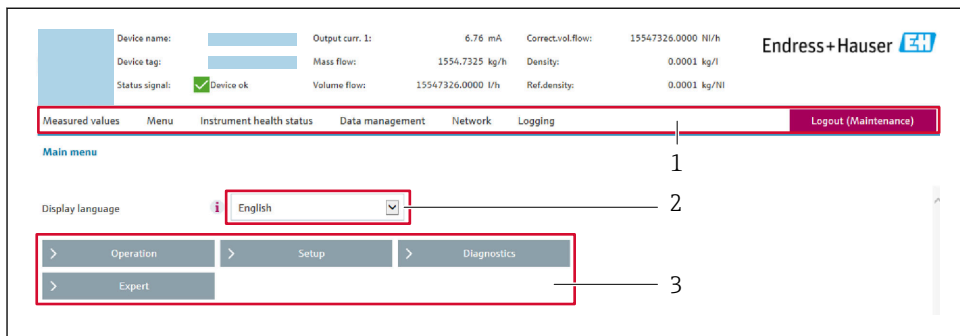 Device name: Output curr. 1: 6.76 mA Correct.vol.flow: 15547326.0000 Nl/h
Endress+Hauser EH
Device tag: Mass flow: 1554.7325 kg/h Density: 0.0001 kg/l
Status signal: Device ok Volume flow: 15547326.0000 l/h Ref.density: 0.0001 kg/Nl
Measured values Menu Instrument health status Data management Network Logging Logout (Maintenance)
1
Main menu
Display language i English 2
> Operation > Setup > Diagnostics
> Expert 3